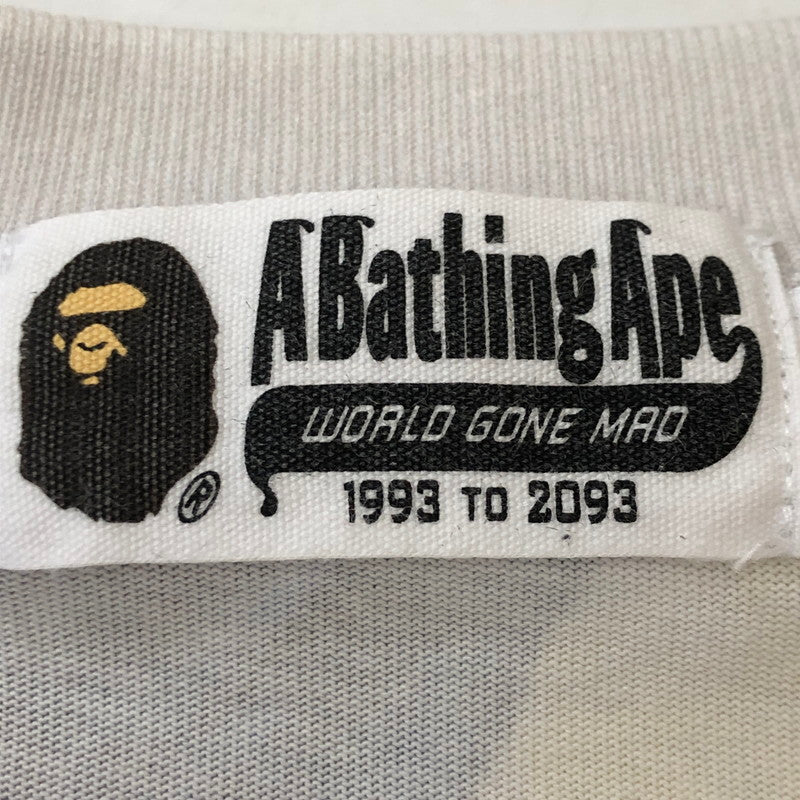 A Bathing Ape
WORLD GONE MAD
1993 TO 2093
®